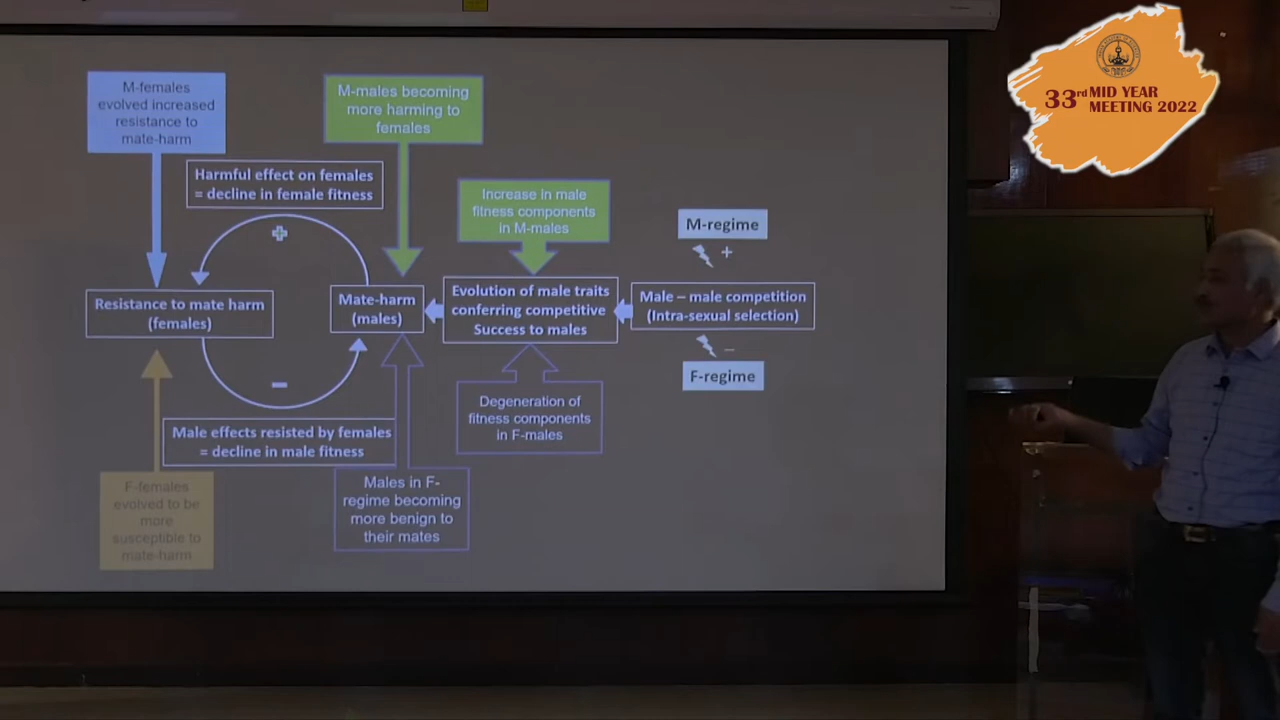 M-females
evolved increased
resistance to
mate-harm
M-males becoming
more harming to
females
Harmful effect on females
= decline in female fitness
Increase in male
fitness components
in M-males
M-regime
+
+
Resistance to mate harm
(females)
Mate-harm
(males)
Evolution of male traits
conferring competitive
Success to males
Male – male competition
(Intra-sexual selection)
–
–
F-regime
Male effects resisted by females
= decline in male fitness
Degeneration of
fitness components
in F-males
F-females
evolved to be
more
susceptible to
mate-harm
Males in F-
regime becoming
more benign to
their mates
33rd MID YEAR
MEETING 2022